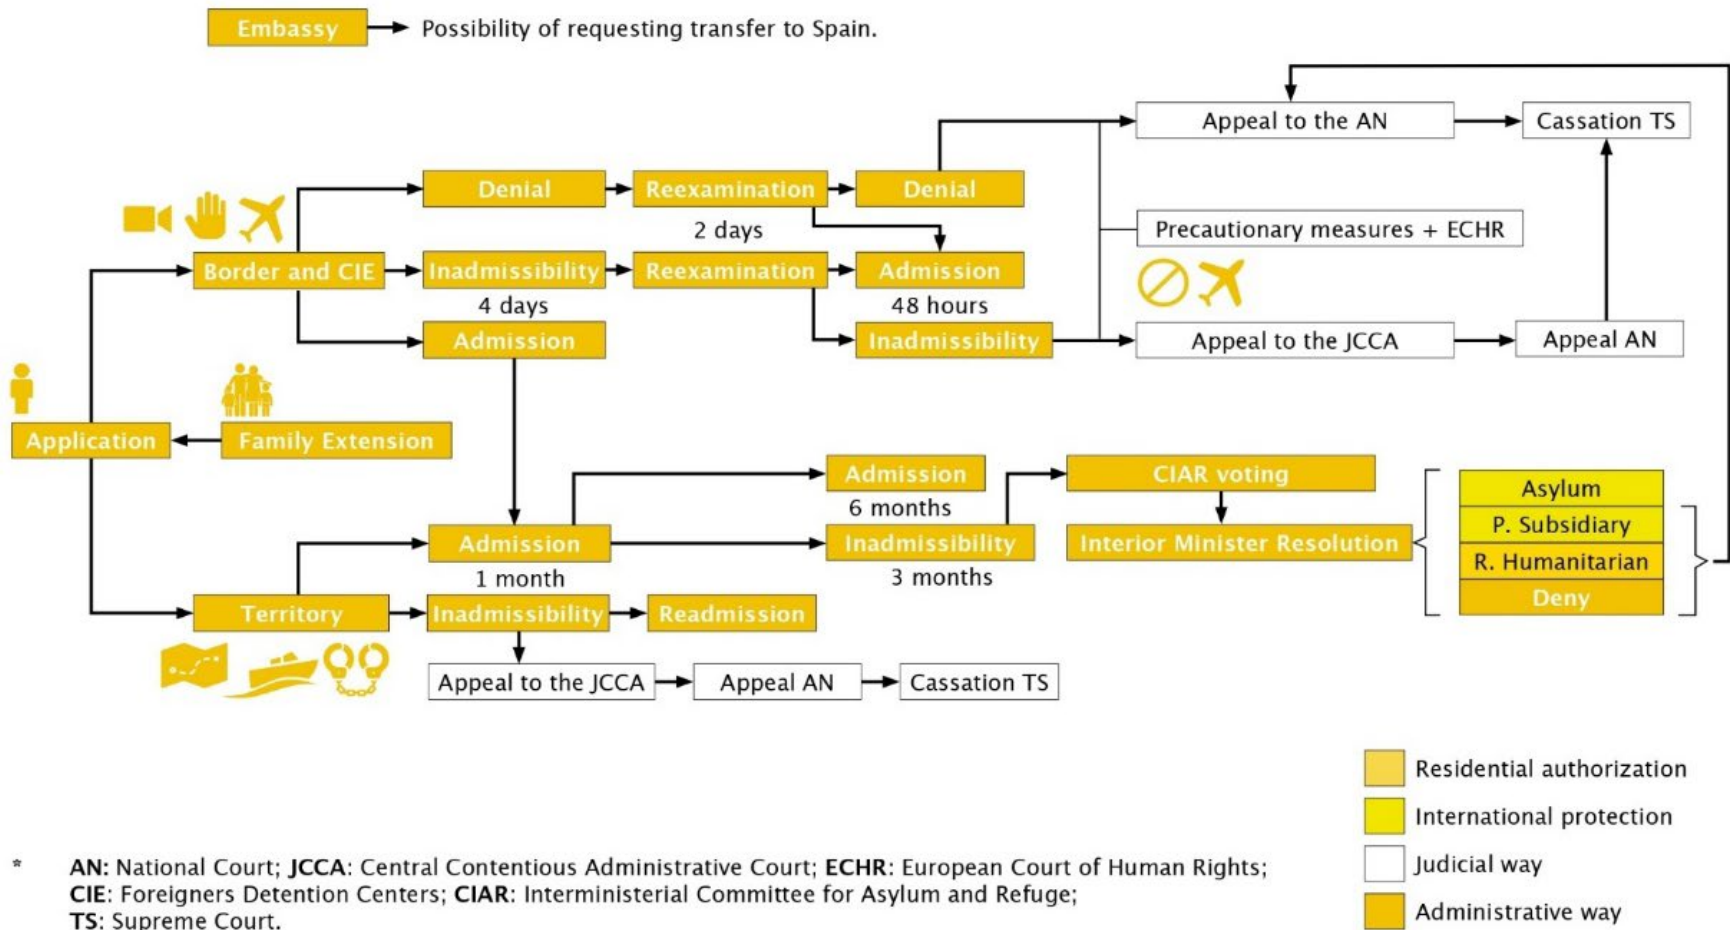 Embassy
Possibility of requesting transfer to Spain.
Appeal to the AN
Cassation TS
Denial
Reexamination
Denial
2 days
Precautionary measures + ECHR
Border and CIE
Inadmissibility
Reexamination
Admission
4 days
48 hours
Admission
Inadmissibility
Appeal to the JCCA
Appeal AN
Application
Family Extension
Admission
6 months
CIAR voting
Asylum
P. Subsidiary
R. Humanitarian
Deny
Admission
1 month
Inadmissibility
3 months
Interior Minister Resolution
Territory
Inadmissibility
Readmission
Appeal to the JCCA
Appeal AN
Cassation TS
Residential authorization
International protection
Judicial way
Administrative way
* AN: National Court; JCCA: Central Contentious Administrative Court; ECHR: European Court of Human Rights;
CIE: Foreigners Detention Centers; CIAR: Interministerial Committee for Asylum and Refuge;
TS: Supreme Court.